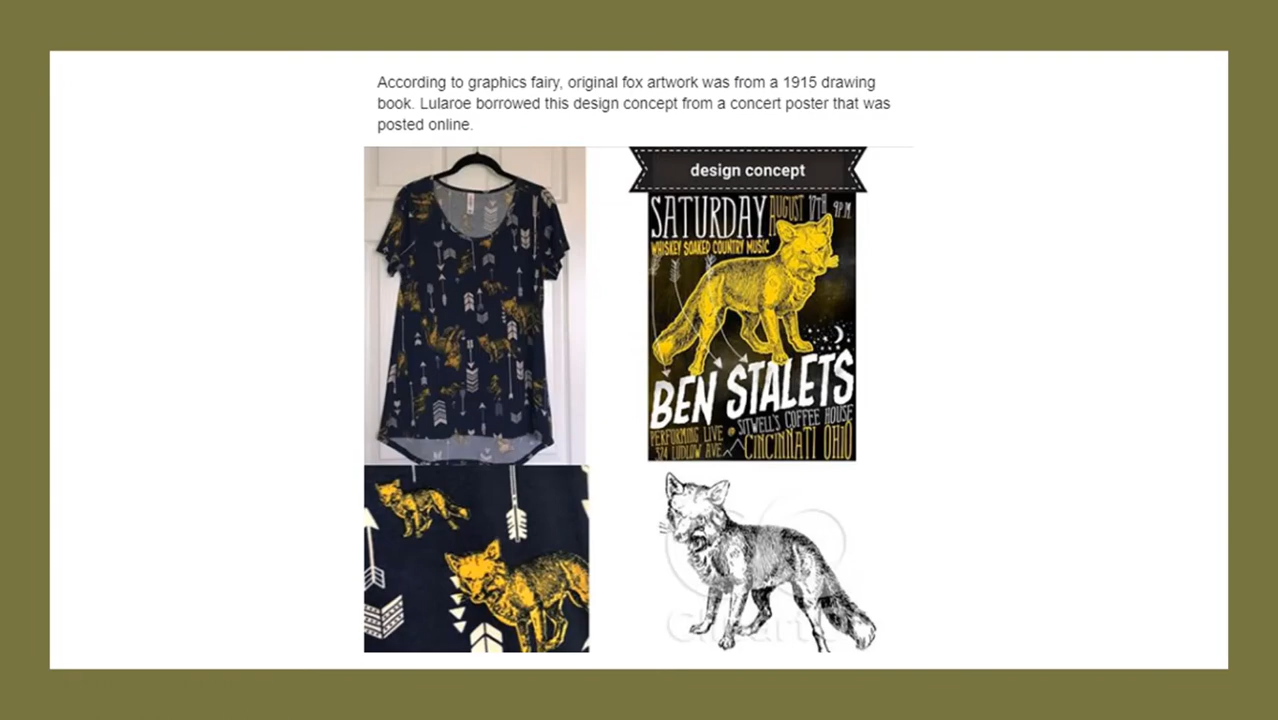 According to graphics fairy, original fox artwork was from a 1915 drawing
book. Lularoe borrowed this design concept from a concert poster that was
posted online.
design concept
SATURDAY AUGUST 17TH 9 P.M.
WHISKEY SOAKED COUNTRY MUSIC
BEN STALETS
PERFORMING LIVE @ SITWELL'S COFFEE HOUSE
324 LUDLOW AVE CINCINNATI OHIO